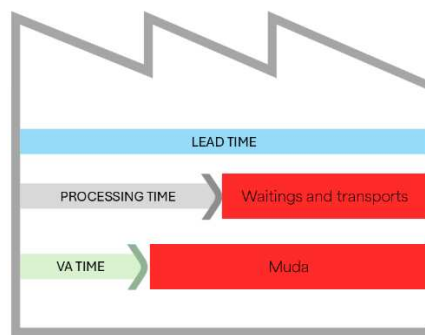 LEAD TIME
PROCESSING TIME
Waitings and transports
VA TIME
Muda